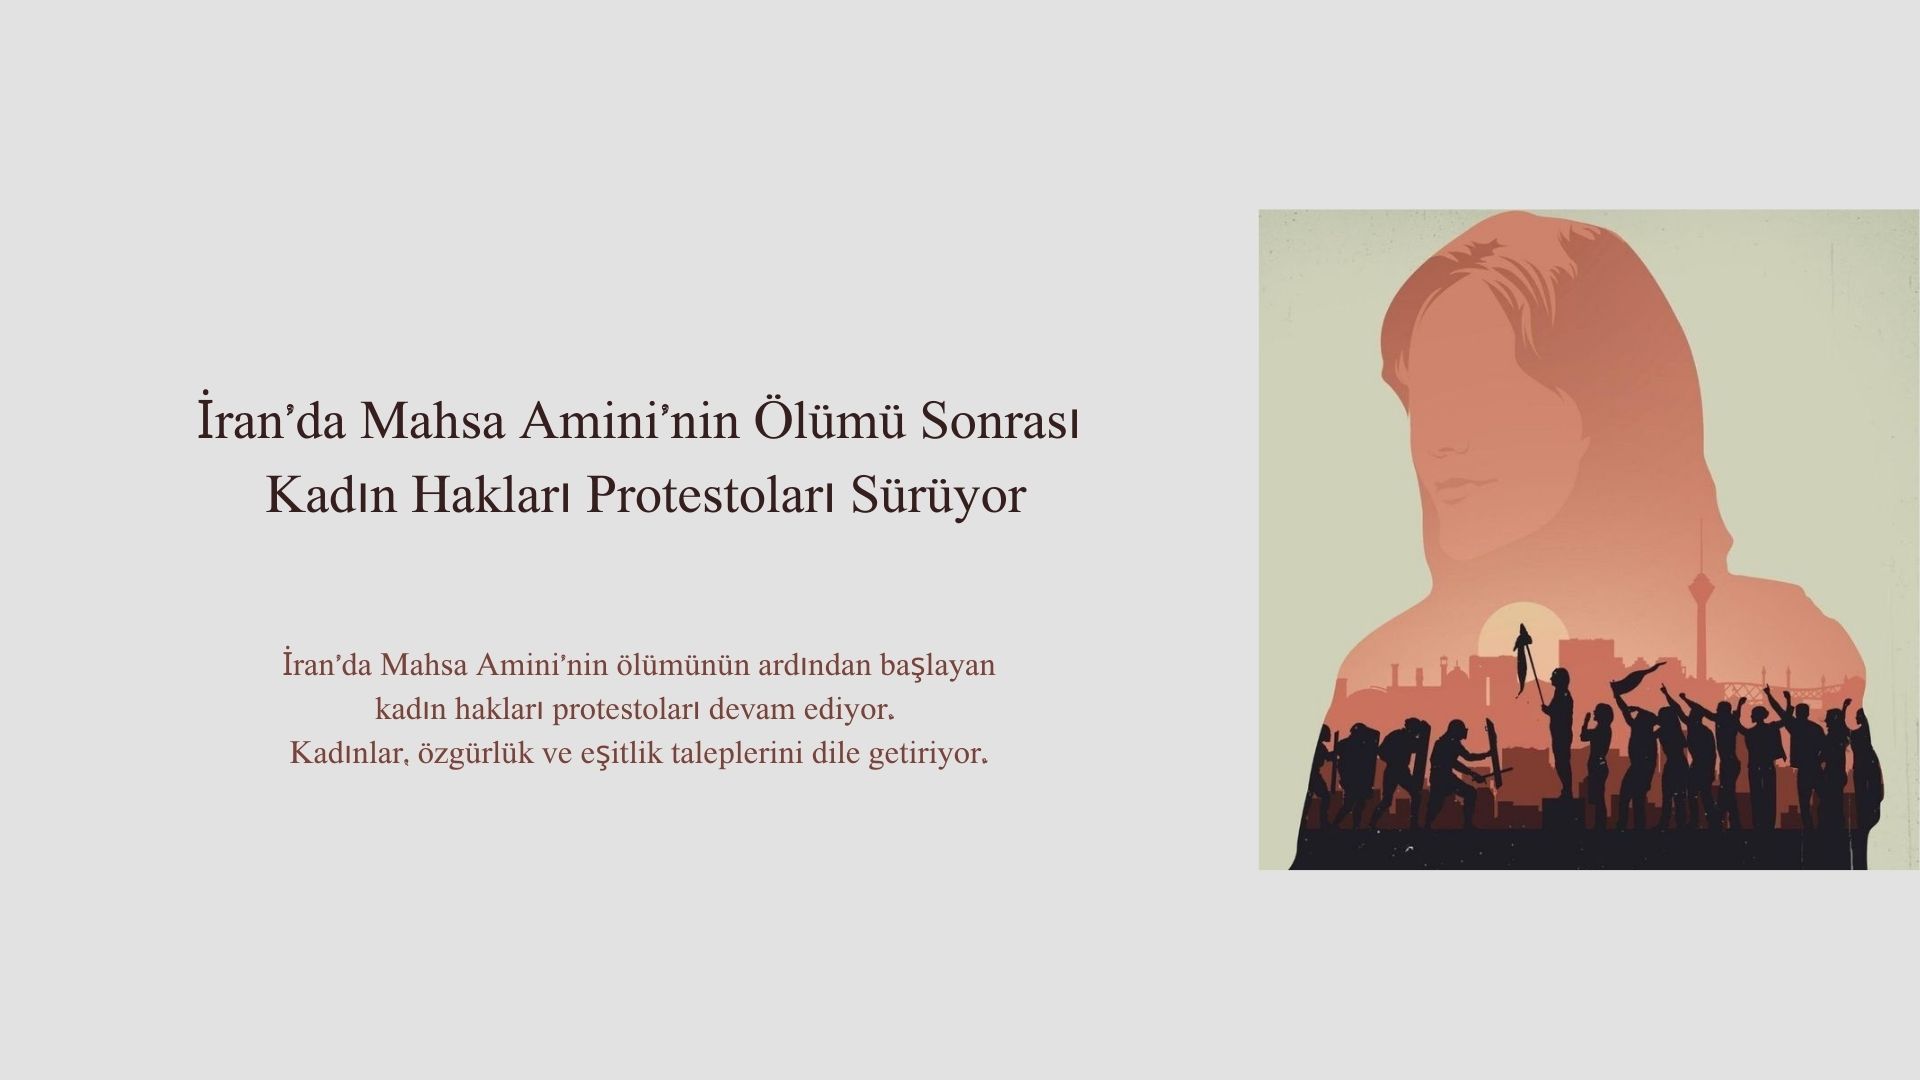 İran'da Mahsa Amini'nin Ölümü Sonrası
Kadın Hakları Protestoları Sürüyor
İran'da Mahsa Amini'nin ölümünün ardından başlayan
kadın hakları protestoları devam ediyor.
Kadınlar, özgürlük ve eşitlik taleplerini dile getiriyor.